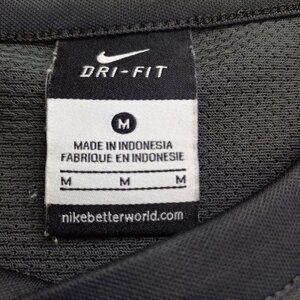 DRI-FIT
M
MADE IN INDONESIA
FABRIQUE EN INDONESIE
M M M
nikebetterworld.com